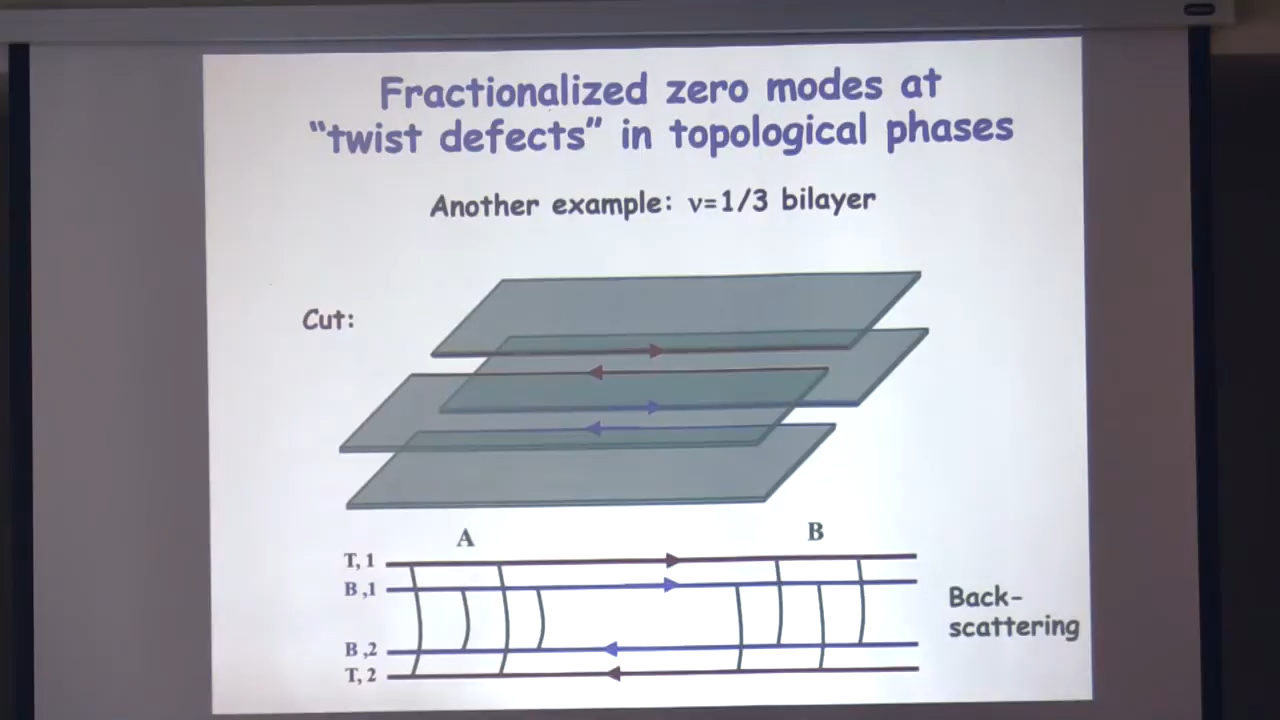 Fractionalized zero modes at
“twist defects” in topological phases
Another example: ν=1/3 bilayer
Cut:
A
B
T, 1
B ,1
B ,2
T, 2
Back-
scattering